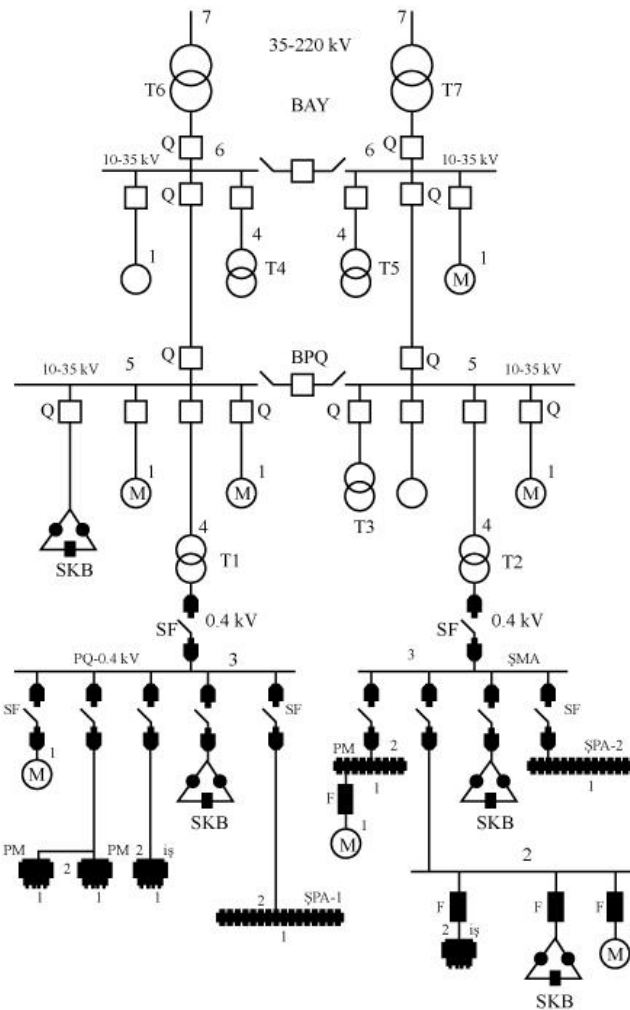 7 7
35-220 kV
T6 T7
BAY
Q Q
6 6
10-35 kV 10-35 kV
Q Q
1 4 4 1
T4 T5 M
Q BPQ Q
10-35 kV 5 5 10-35 kV
Q Q Q Q
1 1 1
M M M
T3
4 4
T1 T2
SKB
0.4 kV 0.4 kV
SF SF
PQ-0.4 kV 3 3 ŞMA
SF SF SF
1 PM 2 ŞPA-2
M 1 1
F 1
SKB M SKB
PM 2 PM 2 iş 2
1 1 1
2 ŞPA-1
1
F F F
2 iş M
1
SKB